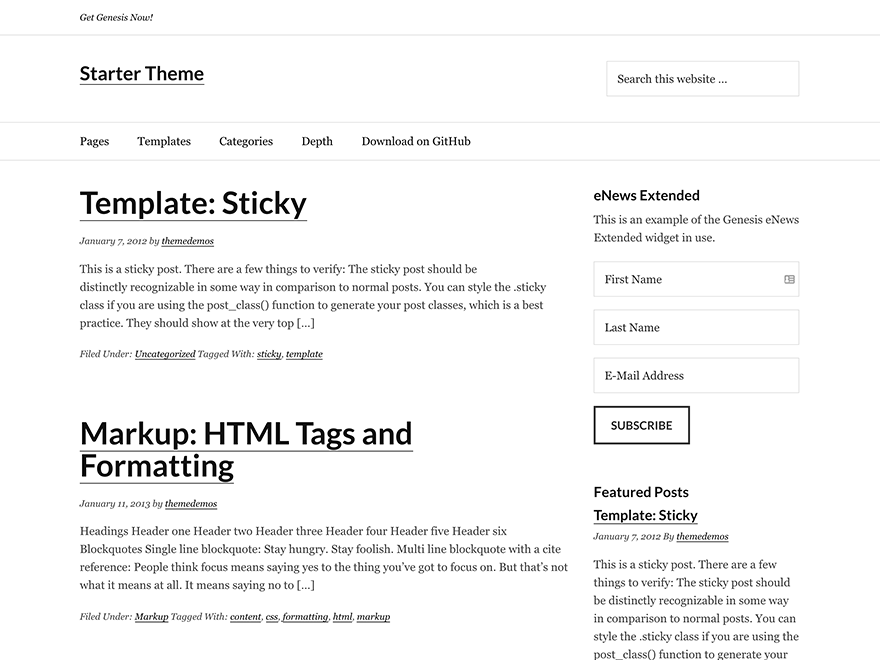 Get Genesis Now!
Starter Theme
Search this website ...
Pages Templates Categories Depth Download on GitHub
Template: Sticky
January 7, 2012 by themedemos
This is a sticky post. There are a few things to verify: The sticky post should be
distinctly recognizable in some way in comparison to normal posts. You can style the .sticky
class if you are using the post_class() function to generate your post classes, which is a best
practice. They should show at the very top [...]
Filed Under: Uncategorized Tagged With: sticky, template
Markup: HTML Tags and
Formatting
January 11, 2013 by themedemos
Headings Header one Header two Header three Header four Header five Header six
Blockquotes Single line blockquote: Stay hungry. Stay foolish. Multi line blockquote with a cite
reference: People think focus means saying yes to the thing you've got to focus on. But that's not
what it means at all. It means saying no to [...]
Filed Under: Markup Tagged With: content, css, formatting, html, markup
eNews Extended
This is an example of the Genesis eNews
Extended widget in use.
First Name
Last Name
E-Mail Address
SUBSCRIBE
Featured Posts
Template: Sticky
January 7, 2012 By themedemos
This is a sticky post. There are a few
things to verify: The sticky post should
be distinctly recognizable in some way
in comparison to normal posts. You can
style the .sticky class if you are using the
post_class() function to generate your